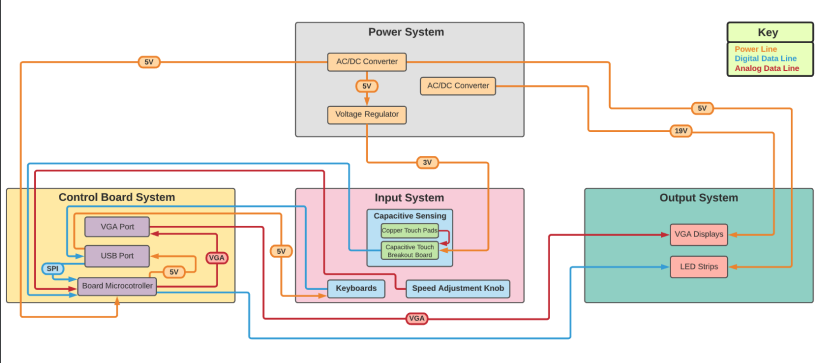 Power System
Key
Power Line
Digital Data Line
Analog Data Line
AC/DC Converter
5V
5V
AC/DC Converter
5V
Voltage Regulator
19V
3V
Control Board System
Input System
Output System
Capacitive Sensing
VGA Port
Copper Touch Pads
VGA Displays
Capacitive Touch
Breakout Board
USB Port
5V
VGA
SPI
5V
LED Strips
Board Microcotroller
Keyboards
Speed Adjustment Knob
VGA